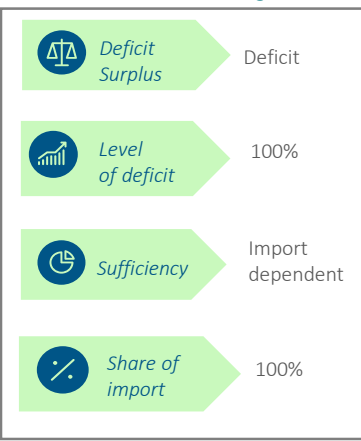 Deficit
Surplus
Deficit
Level
of deficit
100%
Sufficiency
Import
dependent
Share of
import
100%